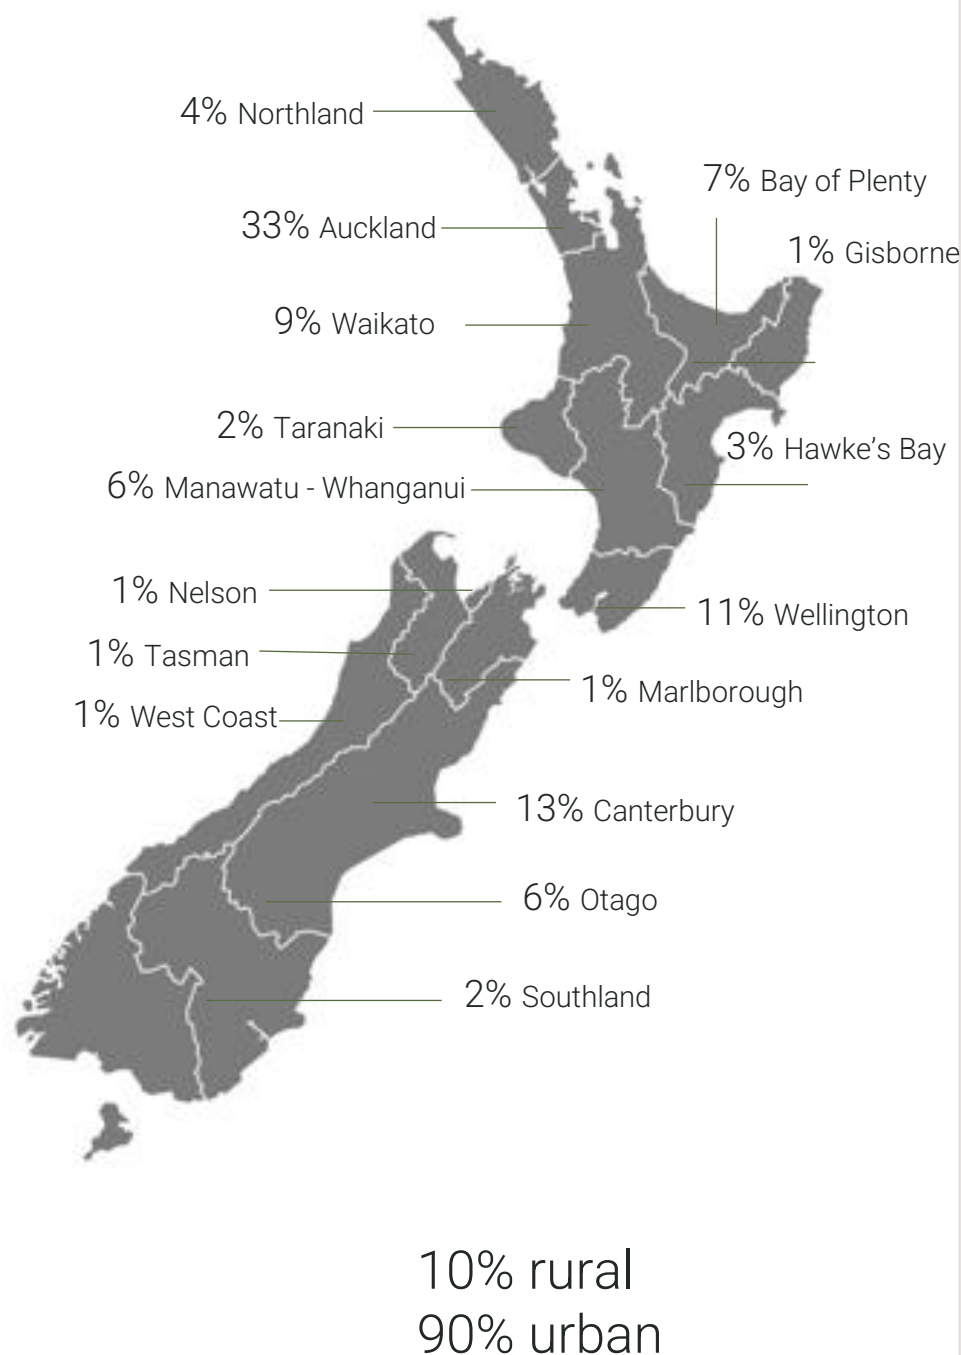 4% Northland
7% Bay of Plenty
33% Auckland
1% Gisborne
9% Waikato
2% Taranaki
3% Hawke's Bay
6% Manawatu - Whanganui
1% Nelson
11% Wellington
1% Tasman
1% Marlborough
1% West Coast
13% Canterbury
6% Otago
2% Southland
10% rural
90% urban